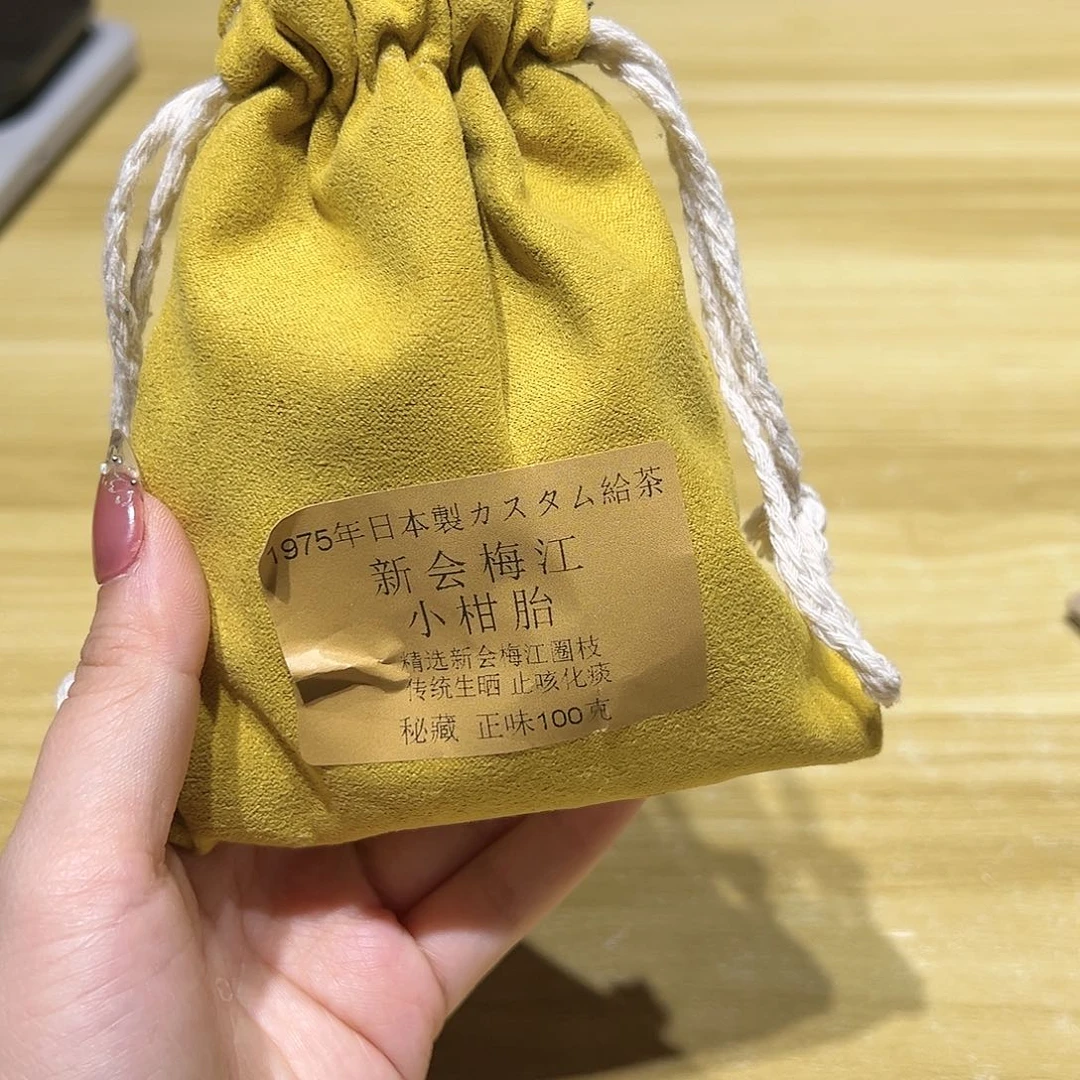 1975年日本製カスタム給茶
新会梅江
小柑胎
精选新会梅江圈枝
传统生晒 止咳化痰
秘藏 正味100克